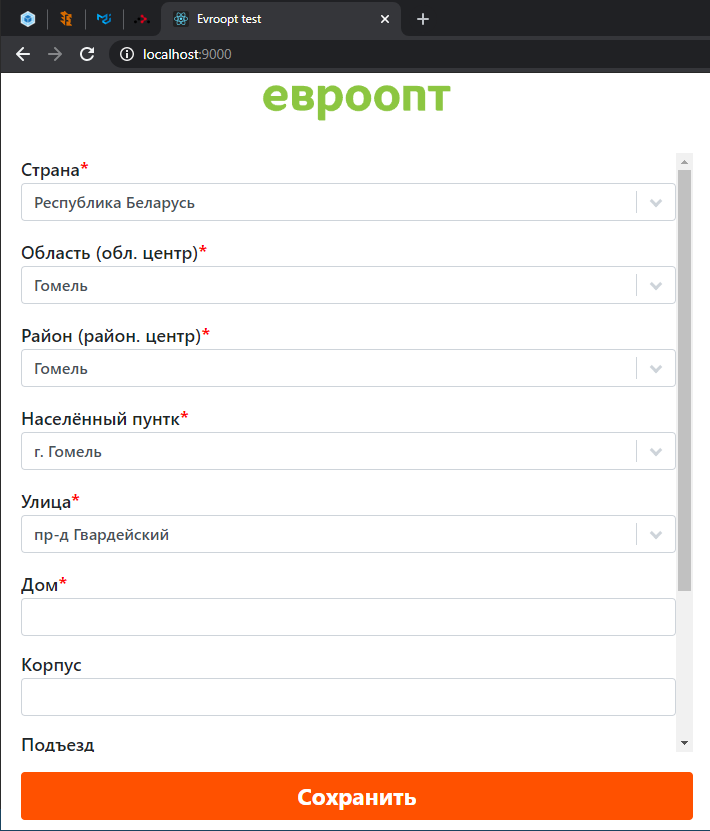 Evroopt test
localhost:9000
евроопт
Страна*
Республика Беларусь
Область (обл. центр)*
Гомель
Район (район. центр)*
Гомель
Населённый пунтк*
г. Гомель
Улица*
пр-д Гвардейский
Дом*
Корпус
Подъезд
Сохранить